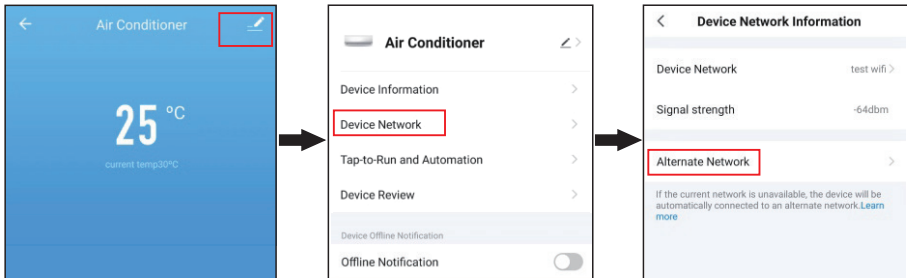 Air Conditioner
25 °C
current temp30°C
Air Conditioner
Device Information
Device Network
Tap-to-Run and Automation
Device Review
Device Offline Notification
Offline Notification
Device Network Information
Device Network test wifi
Signal strength -64dbm
Alternate Network
If the current network is unavailable, the device will be
automatically connected to an alternate network.Learn
more